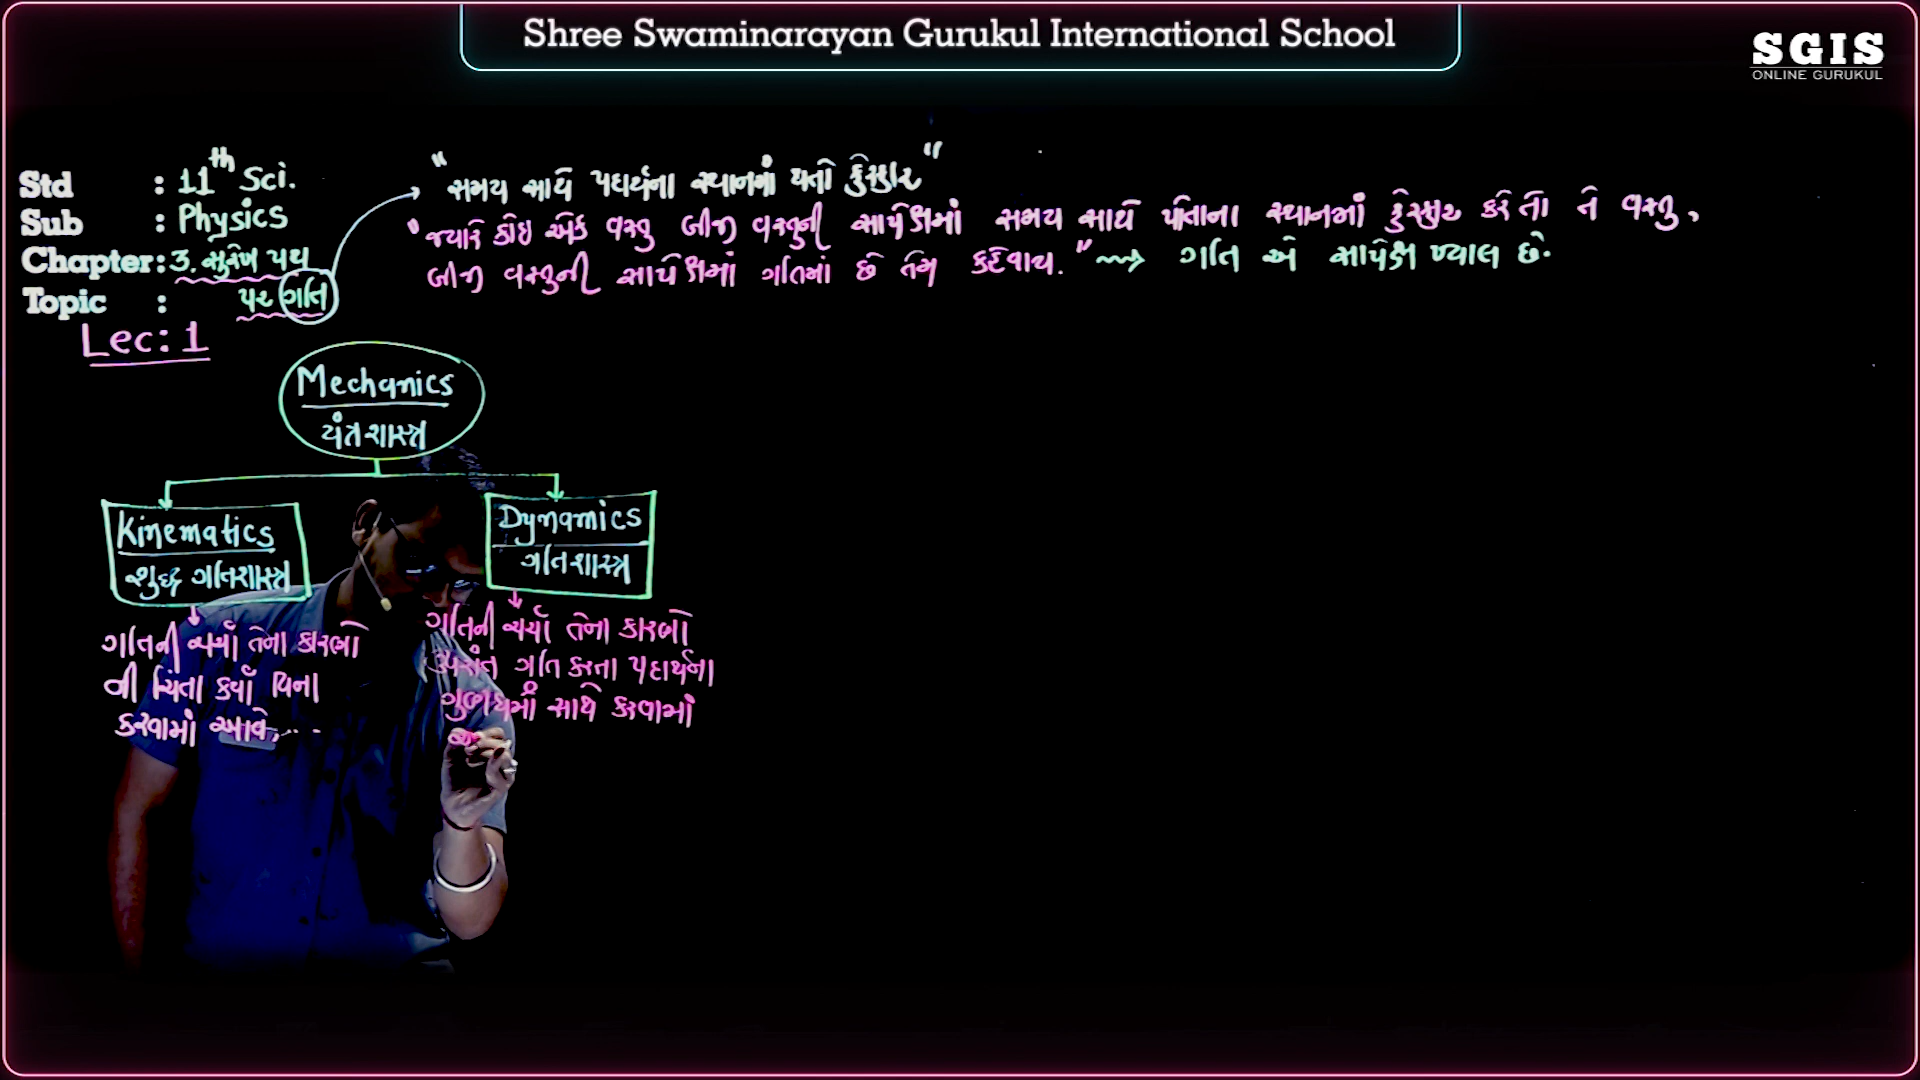 Shree Swaminarayan Gurukul International School
SGIS
ONLINE GURUKUL
Std : 11th Sci.
Sub : Physics
Chapter: 3. સુરેખ પથ
Topic : પર ગતિ
Lec: 1
"સમય સાથે પદાર્થના સ્થાનમાં થતો ફેરફાર"
"જ્યારે કોઇ એક વસ્તુ બીજી વસ્તુની સાપેક્ષમાં સમય સાથે પોતાના સ્થાનમાં ફેરફાર કરે તો તે વસ્તુ,
બીજી વસ્તુની સાપેક્ષમાં ગતિમાં છે તેમ કહેવાય." → ગતિ એ સાપેક્ષ ખ્યાલ છે.
Mechanics
યંત્રશાસ્ત્ર
Kinematics
શુદ્ધ ગતિશાસ્ત્ર
Dynamics
ગતિશાસ્ત્ર
ગતિની ચર્ચા તેના કારણો
ની ચિંતા કર્યા વિના
કરવામાં આવે,....
ગતિની ચર્ચા તેના કારણો
ઉપરાંત ગતિ કરતા પદાર્થના
ગુણધર્મો સાથે કરવામાં